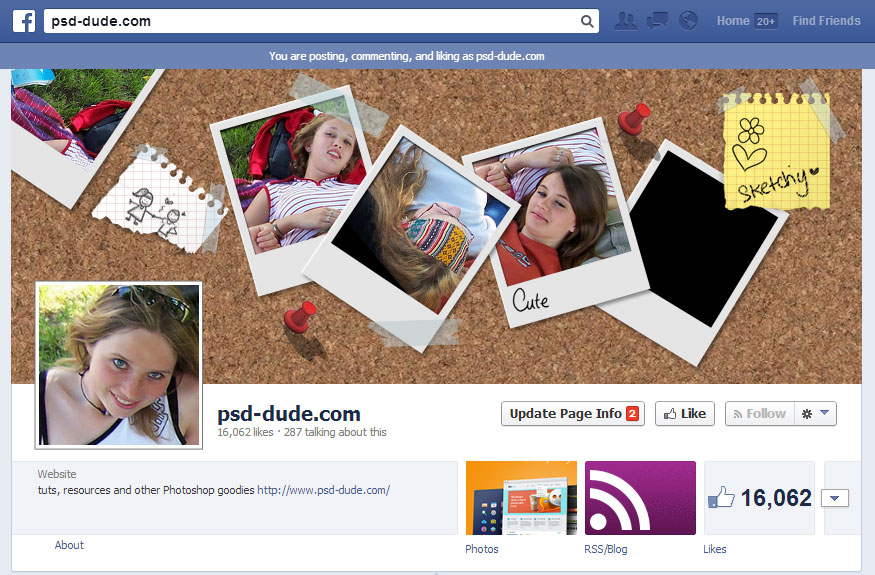 f psd-dude.com Home 20+ Find Friends
You are posting, commenting, and liking as psd-dude.com
Sketchy
Cute
psd-dude.com
16,062 likes · 287 talking about this
Update Page Info 2
Like
Follow
Website
tuts, resources and other Photoshop goodies http://www.psd-dude.com/
16,062
About
Photos
RSS/Blog
Likes